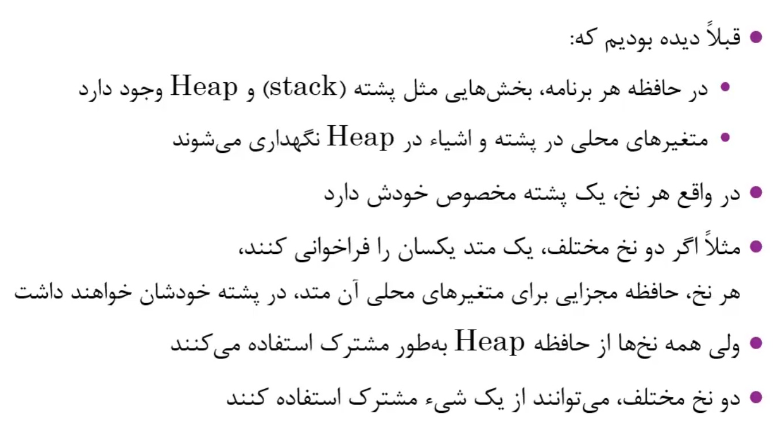 • قبلاً دیده بودیم که:
• در حافظه هر برنامه، بخش‌هایی مثل پشته (stack) و Heap وجود دارد
• متغیرهای محلی در پشته و اشیاء در Heap نگهداری می‌شوند
• در واقع هر نخ، یک پشته مخصوص خودش دارد
• مثلاً اگر دو نخ مختلف، یک متد یکسان را فراخوانی کنند،
هر نخ، حافظه مجزایی برای متغیرهای محلی آن متد، در پشته خودشان خواهند داشت
• ولی همه نخ‌ها از حافظه Heap به‌طور مشترک استفاده می‌کنند
• دو نخ مختلف، می‌توانند از یک شیء مشترک استفاده کنند